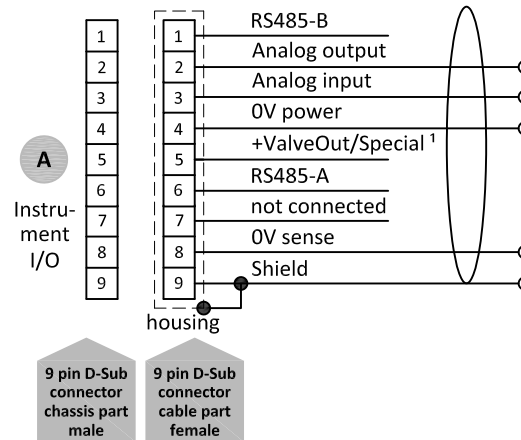 1 1 RS485-B
2 2 Analog output
3 3 Analog input
4 4 0V power
5 5 +ValveOut/Special ¹
6 6 RS485-A
7 7 not connected
8 8 0V sense
9 9 Shield
A
Instru-
ment
I/O
housing
9 pin D-Sub
connector
chassis part
male
9 pin D-Sub
connector
cable part
female